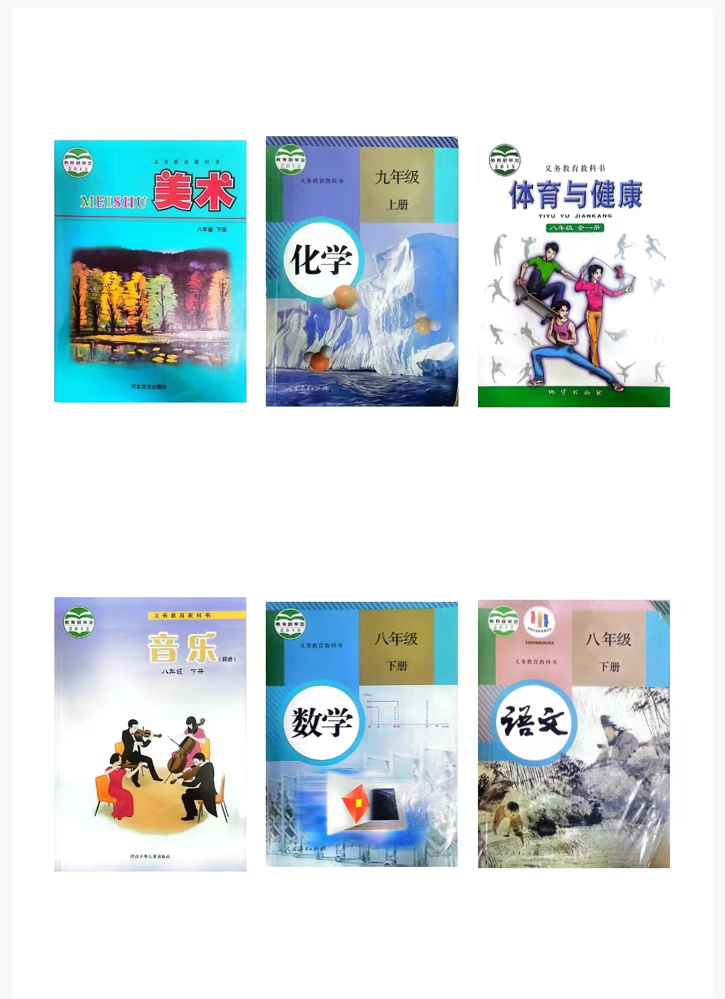 教育部审定
2013
义务教育教科书
MEISHU 美术
八年级 下册
河北美术出版社
教育部审定
2012
义务教育教科书
九年级
上册
化学
人民教育出版社
教育部审定
2013
义务教育教科书
体育与健康
TIYU YU JIANKANG
八年级 全一册
地质出版社
教育部审定
2013
义务教育教科书
音乐(简谱)
八年级 下册
河北少年儿童出版社
教育部审定
2013
义务教育教科书
八年级
下册
数学
人民教育出版社
教育部审定
2017
义务教育教科书
八年级
下册
语文
人民教育出版社